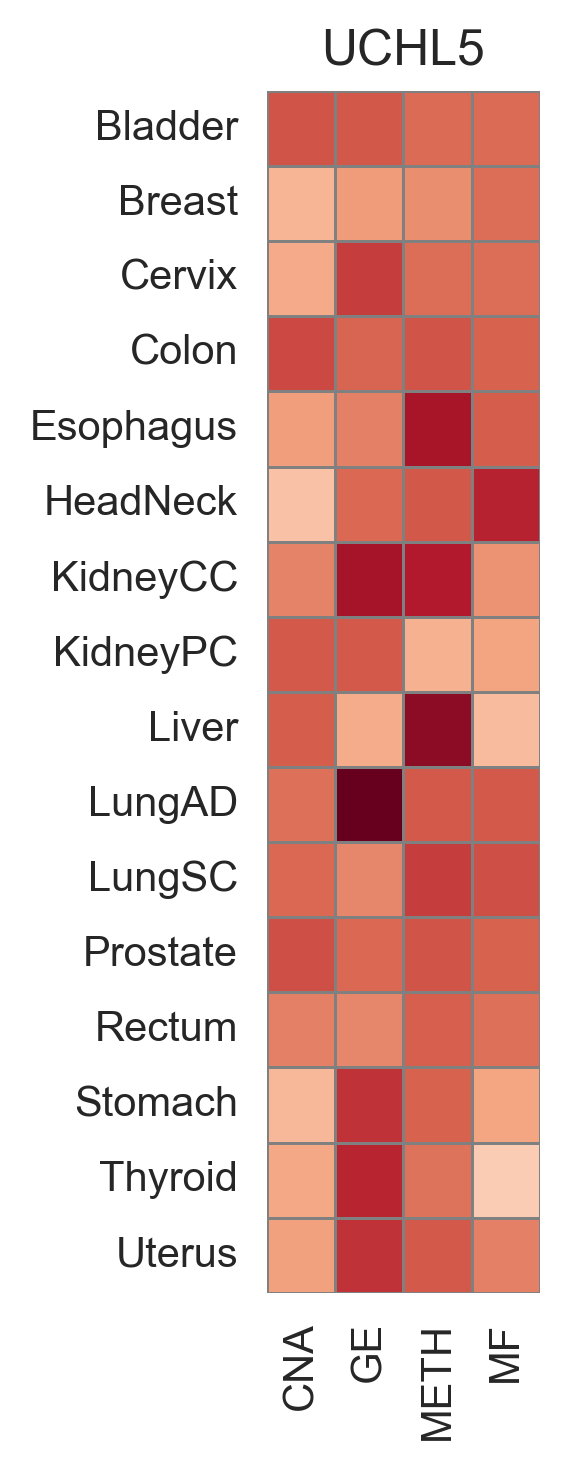 UCHL5
Bladder
Breast
Cervix
Colon
Esophagus
HeadNeck
KidneyCC
KidneyPC
Liver
LungAD
LungSC
Prostate
Rectum
Stomach
Thyroid
Uterus
CNA
GE
METH
MF